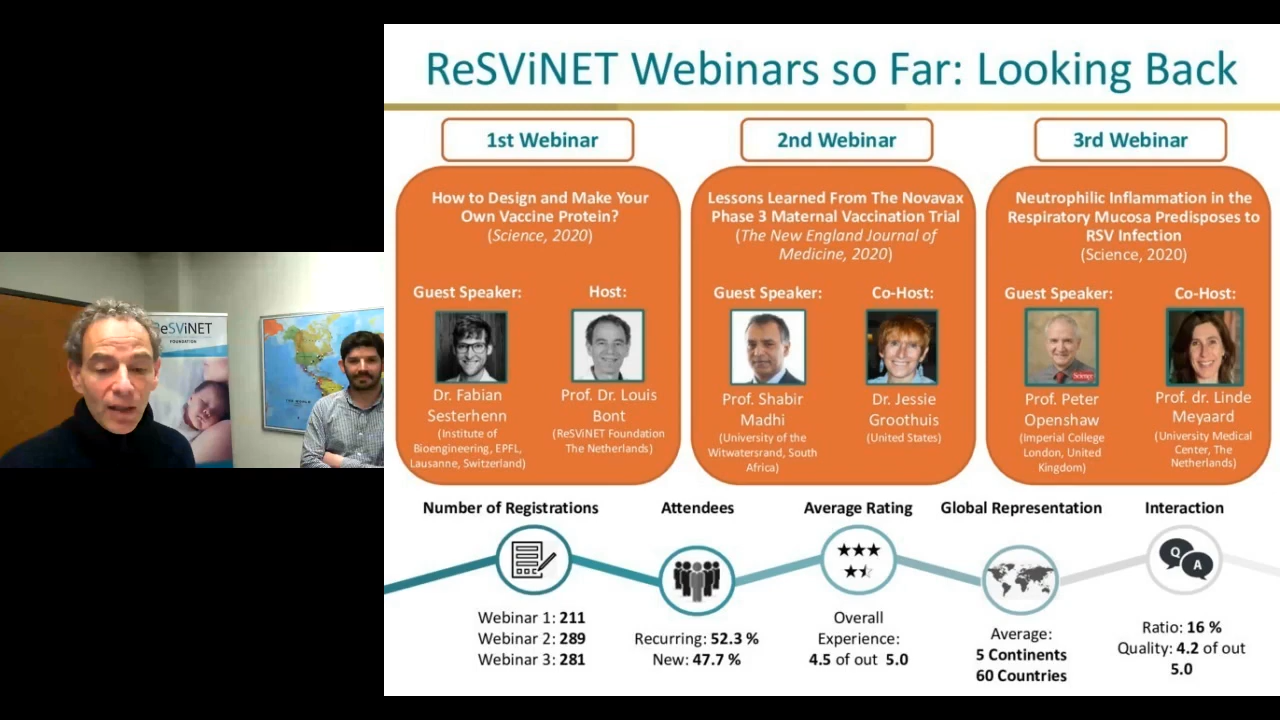 ReSViNET Webinars so Far: Looking Back
1st Webinar
How to Design and Make Your
Own Vaccine Protein?
(Science, 2020)
Guest Speaker:
Host:
Dr. Fabian
Sesterhenn
(Institute of
Bioengineering, EPFL,
Lausanne, Switzerland)
Prof. Dr. Louis
Bont
(ReSViNET Foundation
The Netherlands)
2nd Webinar
Lessons Learned From The Novavax
Phase 3 Maternal Vaccination Trial
(The New England Journal of
Medicine, 2020)
Guest Speaker:
Co-Host:
Prof. Shabir
Madhi
(University of the
Witwatersrand, South
Africa)
Dr. Jessie
Groothuis
(United States)
3rd Webinar
Neutrophilic Inflammation in the
Respiratory Mucosa Predisposes to
RSV Infection
(Science, 2020)
Guest Speaker:
Co-Host:
Science
Prof. Peter
Openshaw
(Imperial College
London, United
Kingdom)
Prof. dr. Linde
Meyaard
(University Medical
Center, The
Netherlands)
Number of Registrations
Webinar 1: 211
Webinar 2: 289
Webinar 3: 281
Attendees
Recurring: 52.3 %
New: 47.7 %
Average Rating
Overall
Experience:
4.5 of out 5.0
Global Representation
Average:
5 Continents
60 Countries
Interaction
Q
A
Ratio: 16 %
Quality: 4.2 of out
5.0
ReSViNET
FOUNDATION
THE WORLD